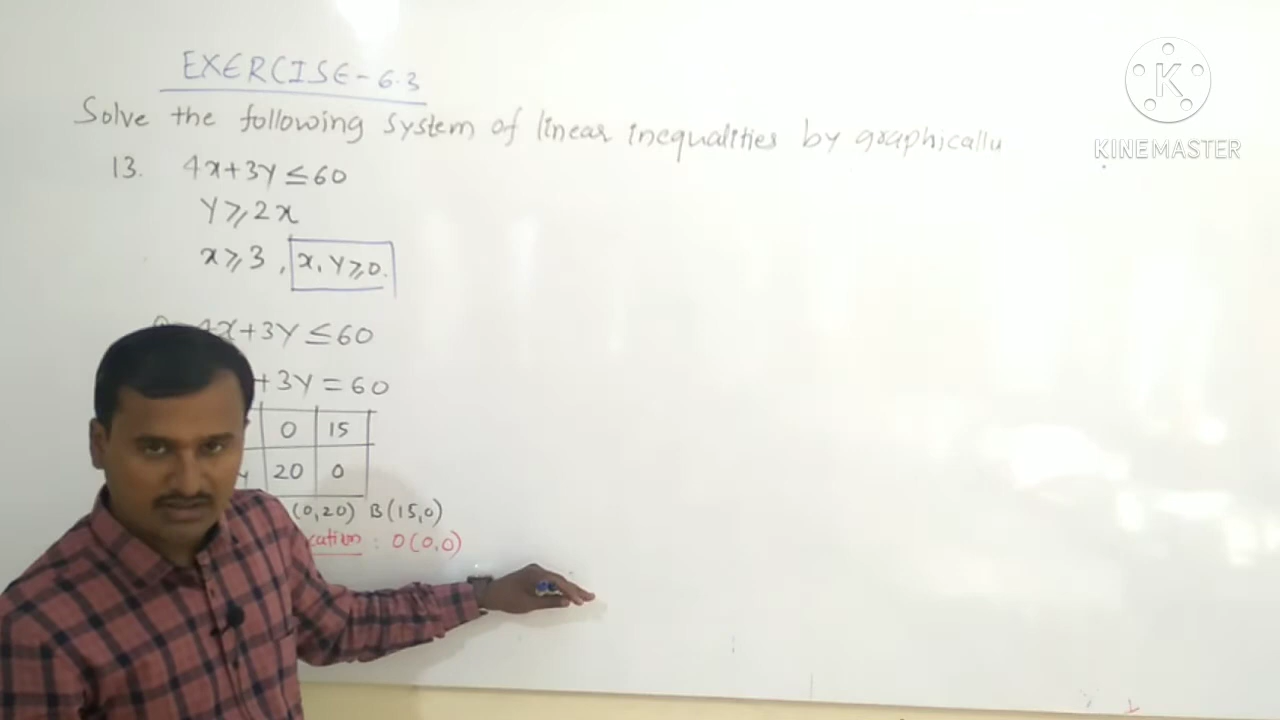 EXERCISE-6.3
Solve the following system of linear inequalities by graphically
13. 4x+3y≤60
y⩾2x
x⩾3, x, y⩾0.
4x+3y≤60
+3y=60
0 15
20 0
(0,20) B(15,0)
: O(0,0)
K
KINEMASTER